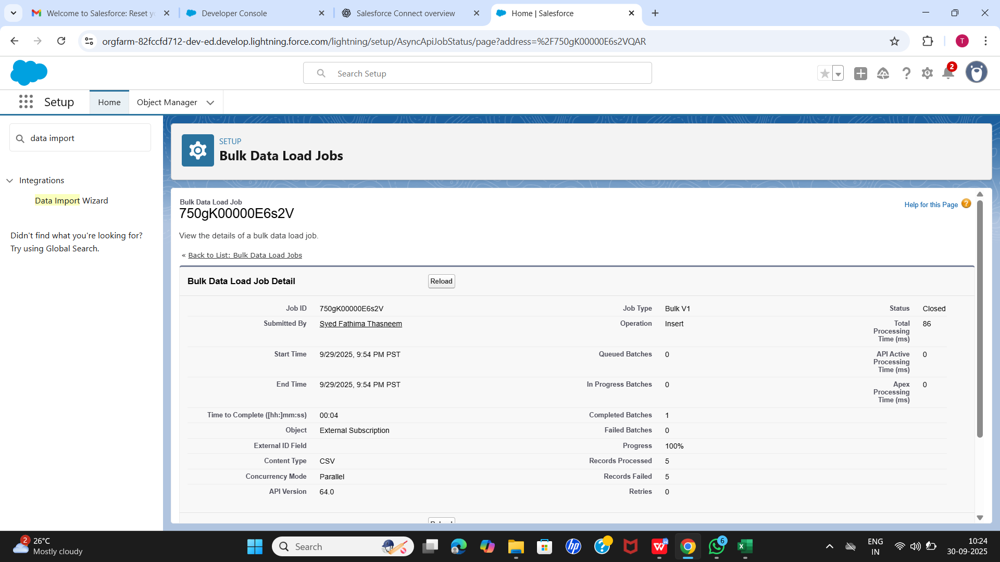 Welcome to Salesforce: Reset yo
Developer Console
Salesforce Connect overview
Home | Salesforce
orgfarm-82fccfd712-dev-ed.develop.lightning.force.com/lightning/setup/AsyncApiJobStatus/page?address=%2F750gK00000E6s2VQAR
T
Search Setup
2
Setup
Home
Object Manager
data import
Integrations
Data Import Wizard
Didn't find what you're looking for?
Try using Global Search.
SETUP
Bulk Data Load Jobs
Bulk Data Load Job
750gK00000E6s2V
Help for this Page
View the details of a bulk data load job.
« Back to List: Bulk Data Load Jobs
Bulk Data Load Job Detail
Reload
Job ID 750gK00000E6s2V Job Type Bulk V1 Status Closed
Submitted By Syed Fathima Thasneem Operation Insert Total Processing Time (ms) 86
Start Time 9/29/2025, 9:54 PM PST Queued Batches 0 API Active Processing Time (ms) 0
End Time 9/29/2025, 9:54 PM PST In Progress Batches 0 Apex Processing Time (ms) 0
Time to Complete ([hh:]mm:ss) 00:04 Completed Batches 1
Object External Subscription Failed Batches 0
External ID Field Progress 100%
Content Type CSV Records Processed 5
Concurrency Mode Parallel Records Failed 5
API Version 64.0 Retries 0
Reload
2
26°C
Mostly cloudy
Search
hp
W
6
ENG
IN
10:24
30-09-2025